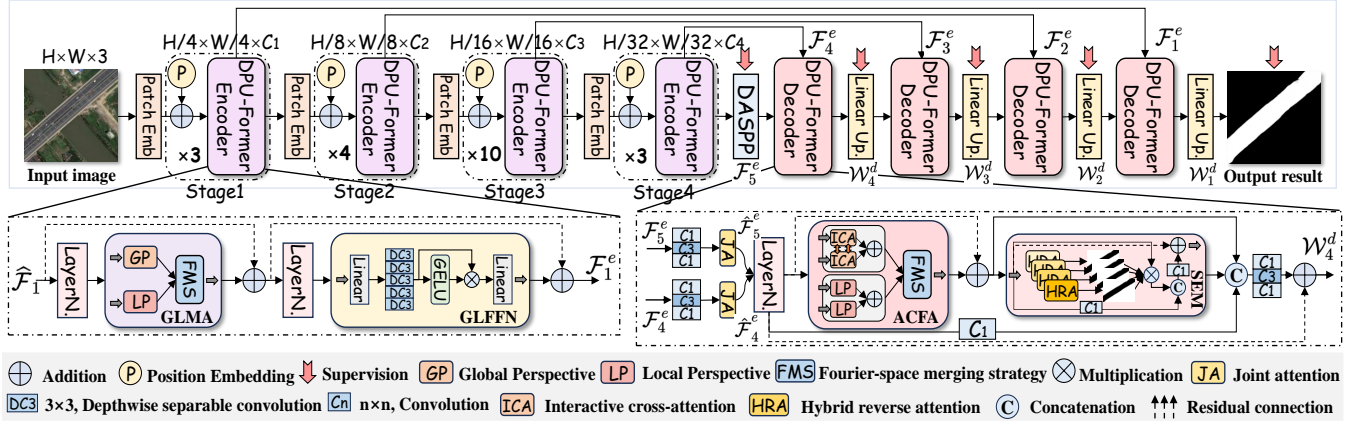 H×W×3
H/4×W/4×C₁
H/8×W/8×C₂
H/16×W/16×C₃
H/32×W/32×C₄
F₄ᵉ
F₃ᵉ
F₂ᵉ
F₁ᵉ
Patch Emb
P
×3
DPU-Former Encoder
Patch Emb
P
×4
DPU-Former Encoder
Patch Emb
P
×10
DPU-Former Encoder
Patch Emb
P
×3
DPU-Former Encoder
DASPP
DPU-Former Decoder
Linear Up.
DPU-Former Decoder
Linear Up.
DPU-Former Decoder
Linear Up.
DPU-Former Decoder
Linear Up.
Input image
Stage1
Stage2
Stage3
Stage4
F₅ᵉ
W₄ᵈ
W₃ᵈ
W₂ᵈ
W₁ᵈ
Output result
F̂₁
LayerN.
GP
LP
FMS
GLMA
LayerN.
Linear
DC3
DC3
DC3
DC3
GELU
Linear
GLFFN
F₁ᵉ
F₅ᵉ
C1
C3
C1
JA
F̂₅ᵉ
F₄ᵉ
C1
C3
C1
JA
F̂₄ᵉ
LayerN.
ICA
ICA
LP
LP
FMS
ACFA
HRA
C1
C1
C
SEM
C1
C
C1
C3
C1
W₄ᵈ
Addition
P Position Embedding
Supervision
GP Global Perspective
LP Local Perspective
FMS Fourier-space merging strategy
Multiplication
JA Joint attention
DC3 3×3, Depthwise separable convolution
Cn n×n, Convolution
ICA Interactive cross-attention
HRA Hybrid reverse attention
C Concatenation
Residual connection